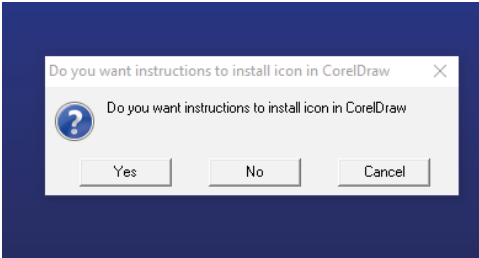 Do you want instructions to install icon in CorelDraw
Do you want instructions to install icon in CorelDraw
Yes
No
Cancel